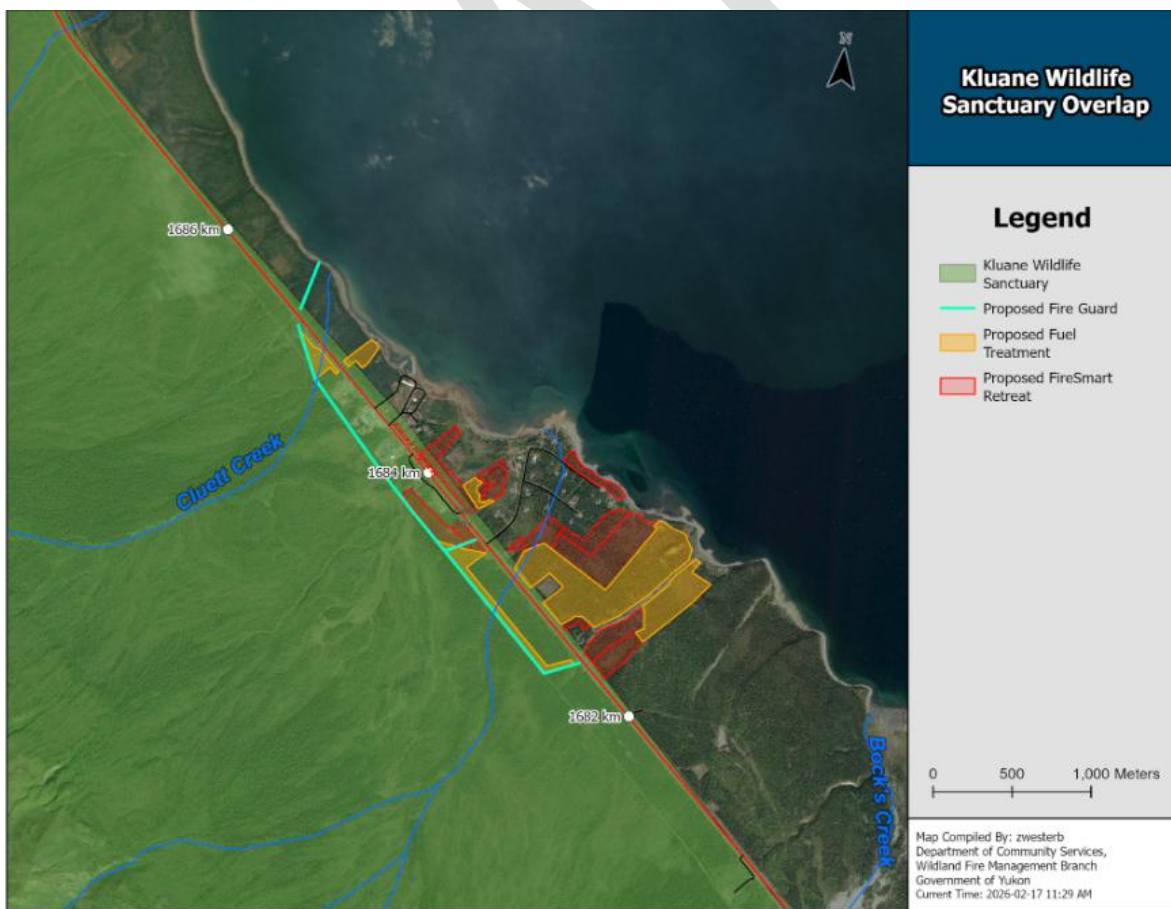 Kluane Wildlife
Sanctuary Overlap
N
Legend
Kluane Wildlife
Sanctuary
Proposed Fire Guard
Proposed Fuel
Treatment
Proposed FireSmart
Retreat
1686 km
1684 km
Cluett Creek
1682 km
Bock's Creek
0 500 1,000 Meters
Map Compiled By: zwesterb
Department of Community Services,
Wildland Fire Management Branch
Government of Yukon
Current Time: 2026-02-17 11:29 AM